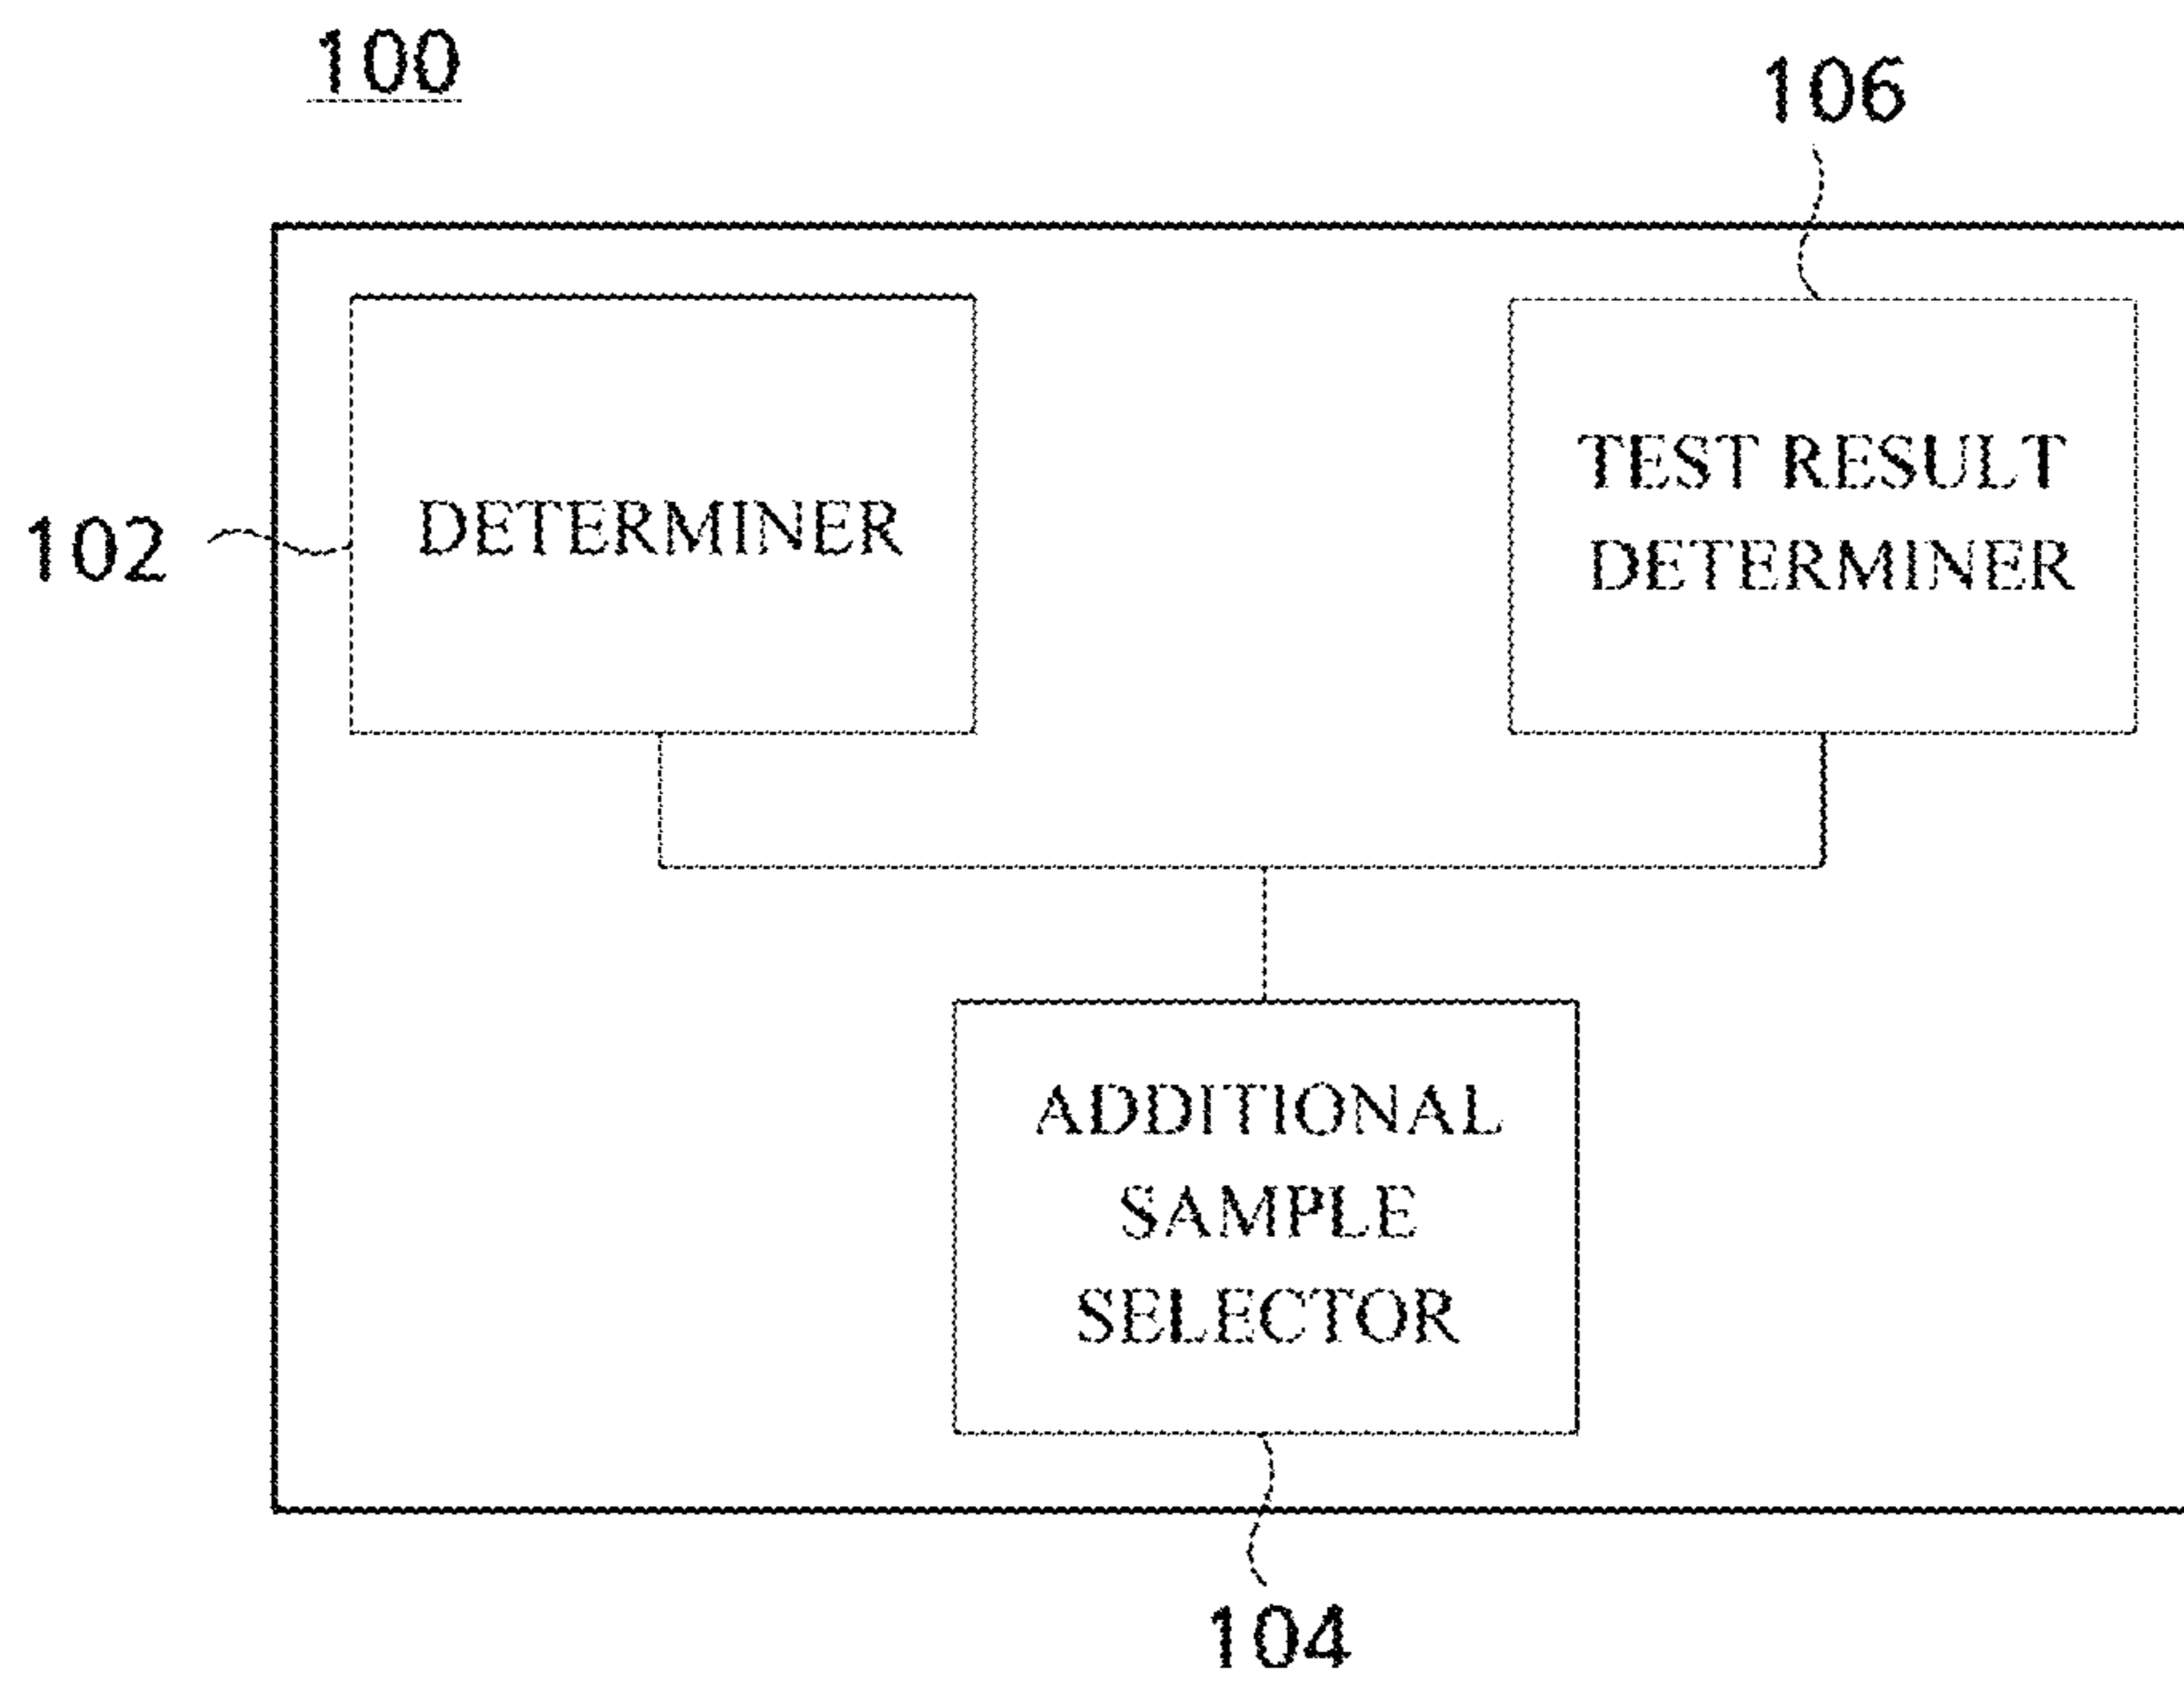 100
106
102
DETERMINER
TEST RESULT
DETERMINER
ADDITIONAL
SAMPLE
SELECTOR
104